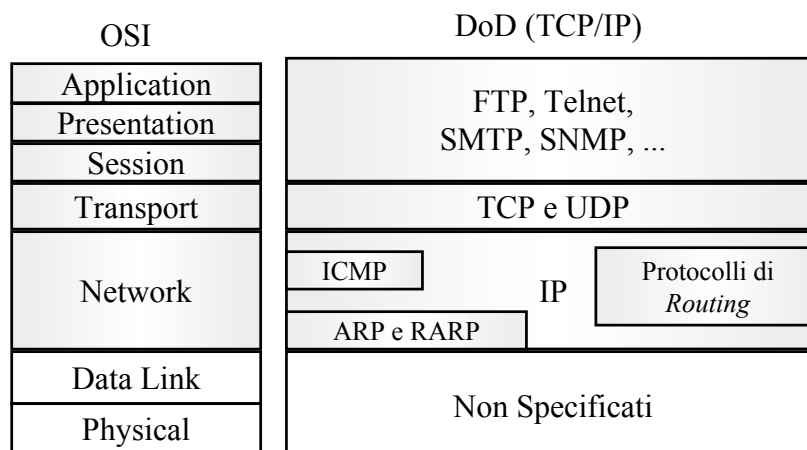 OSI
Application
Presentation
Session
Transport
Network
Data Link
Physical
DoD (TCP/IP)
FTP, Telnet,
SMTP, SNMP, ...
TCP e UDP
ICMP
IP
Protocolli di
Routing
ARP e RARP
Non Specificati